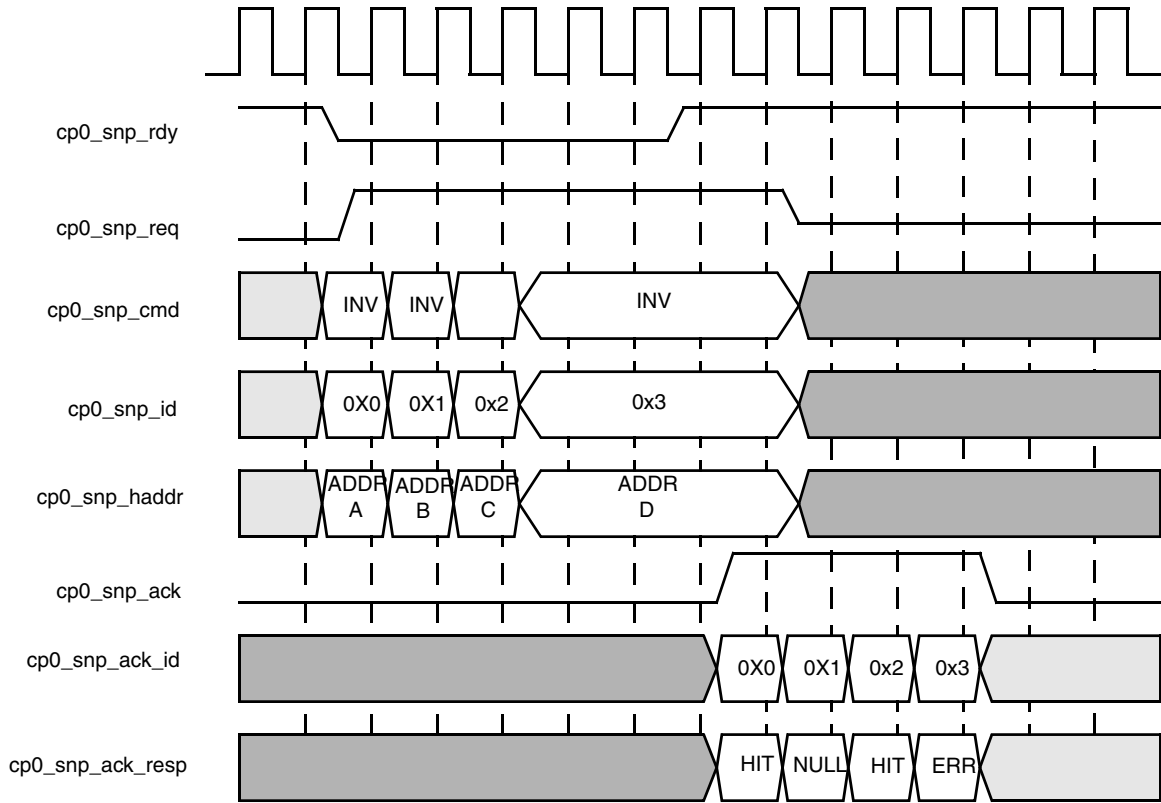 cp0_snp_rdy
cp0_snp_req
cp0_snp_cmd
INV
INV
INV
cp0_snp_id
0X0
0X1
0x2
0x3
cp0_snp_haddr
ADDR
A
ADDR
B
ADDR
C
ADDR
D
cp0_snp_ack
cp0_snp_ack_id
0X0
0X1
0x2
0x3
cp0_snp_ack_resp
HIT
NULL
HIT
ERR